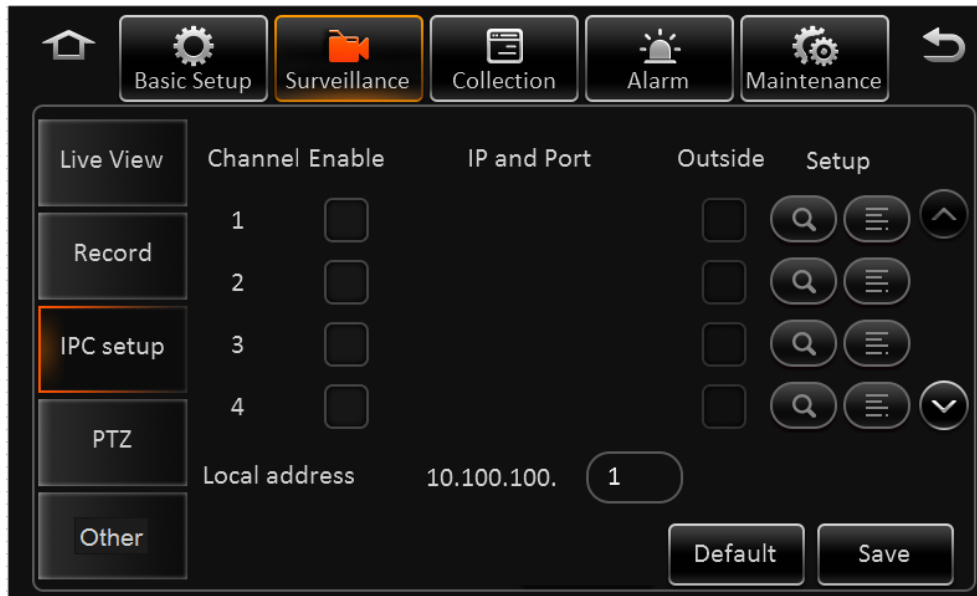 Basic Setup Surveillance Collection Alarm Maintenance
Live View
Record
IPC setup
PTZ
Other
Channel Enable IP and Port Outside Setup
1
2
3
4
Local address 10.100.100. 1
Default Save